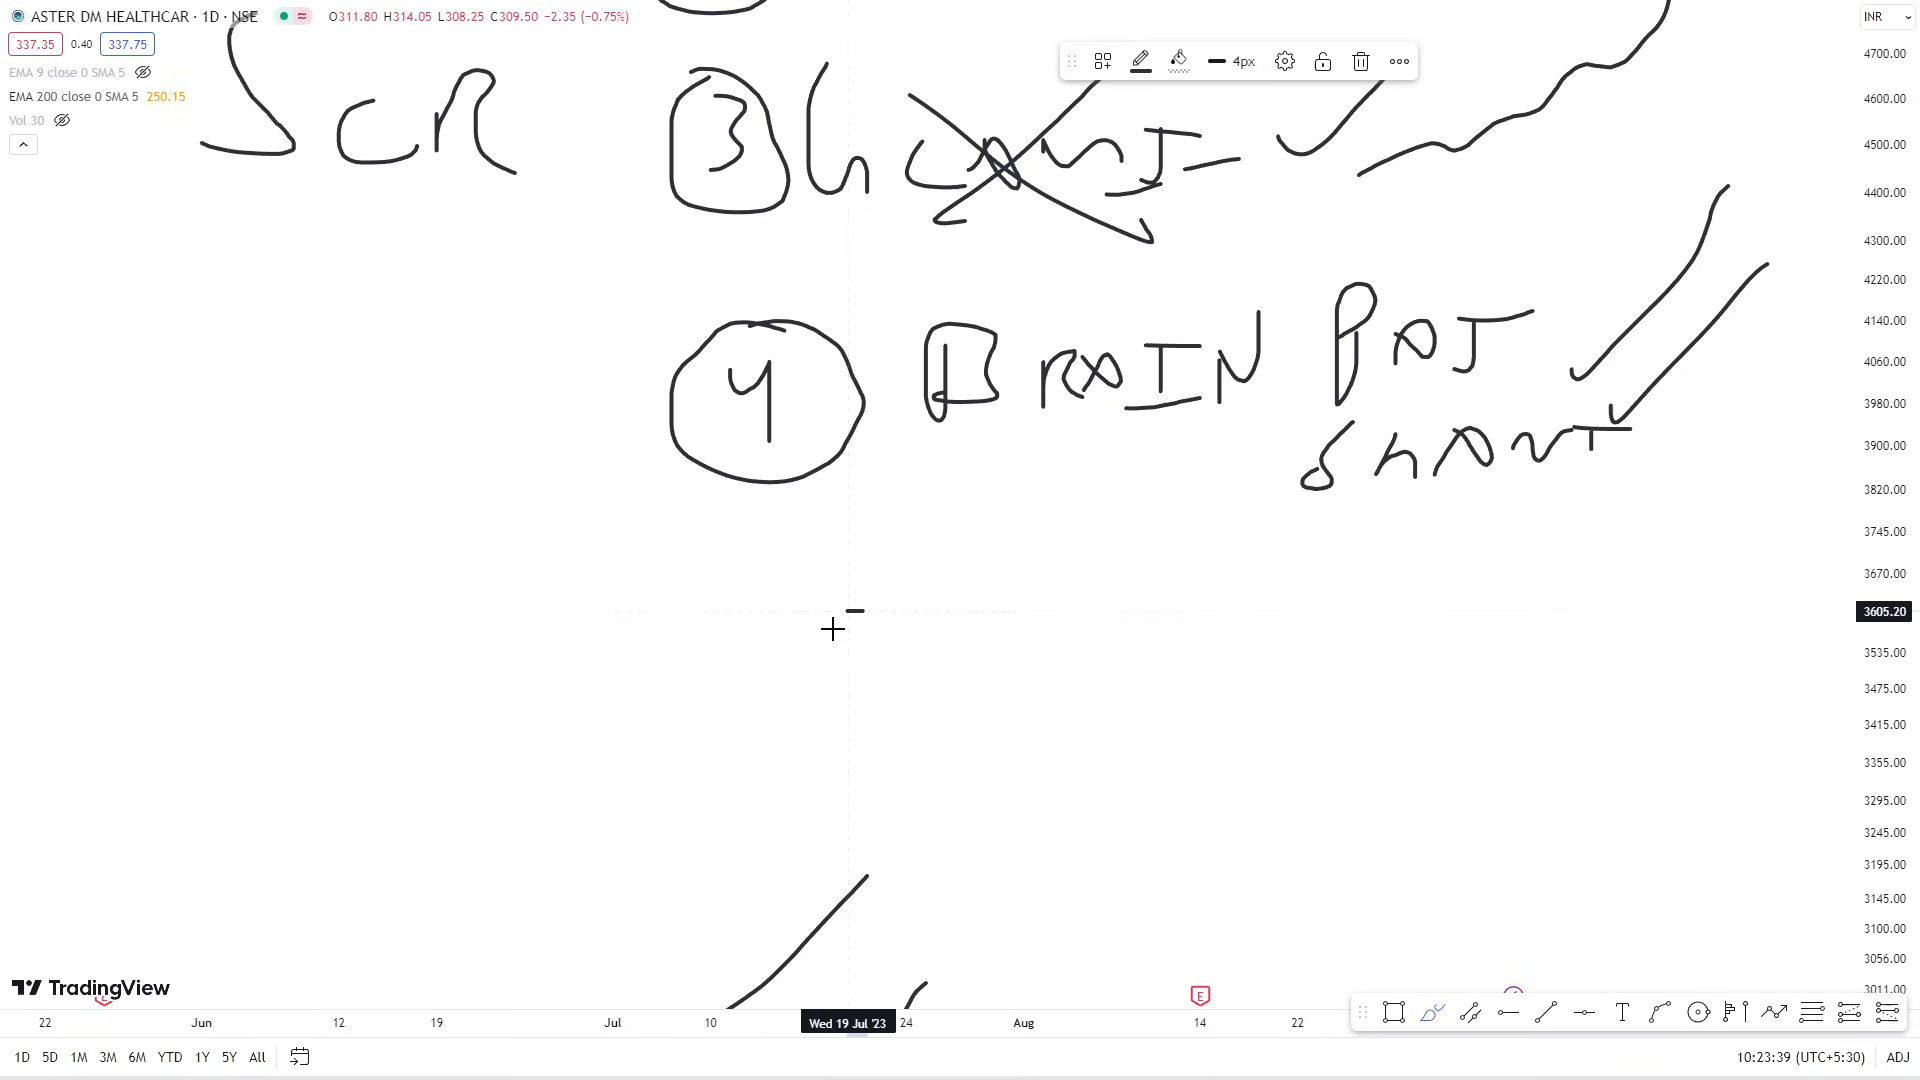 ASTER DM HEALTHCAR · 1D · NSE
O311.80 H314.05 L308.25 C309.50 −2.35 (−0.75%)
INR
337.35 0.40 337.75
4px
EMA 9 close 0 SMA 5
EMA 200 close 0 SMA 5 250.15
Vol 30
SCR
3
4 BRAIN PAT
SHANT
4700.00
4600.00
4500.00
4400.00
4300.00
4220.00
4140.00
4060.00
3980.00
3900.00
3820.00
3745.00
3670.00
3605.20
3535.00
3475.00
3415.00
3355.00
3295.00
3245.00
3195.00
3145.00
3100.00
3056.00
3011.00
TradingView
E
22 Jun 12 19 Jul 10 Wed 19 Jul '23 24 Aug 14 22
1D 5D 1M 3M 6M YTD 1Y 5Y All
10:23:39 (UTC+5:30) ADJ